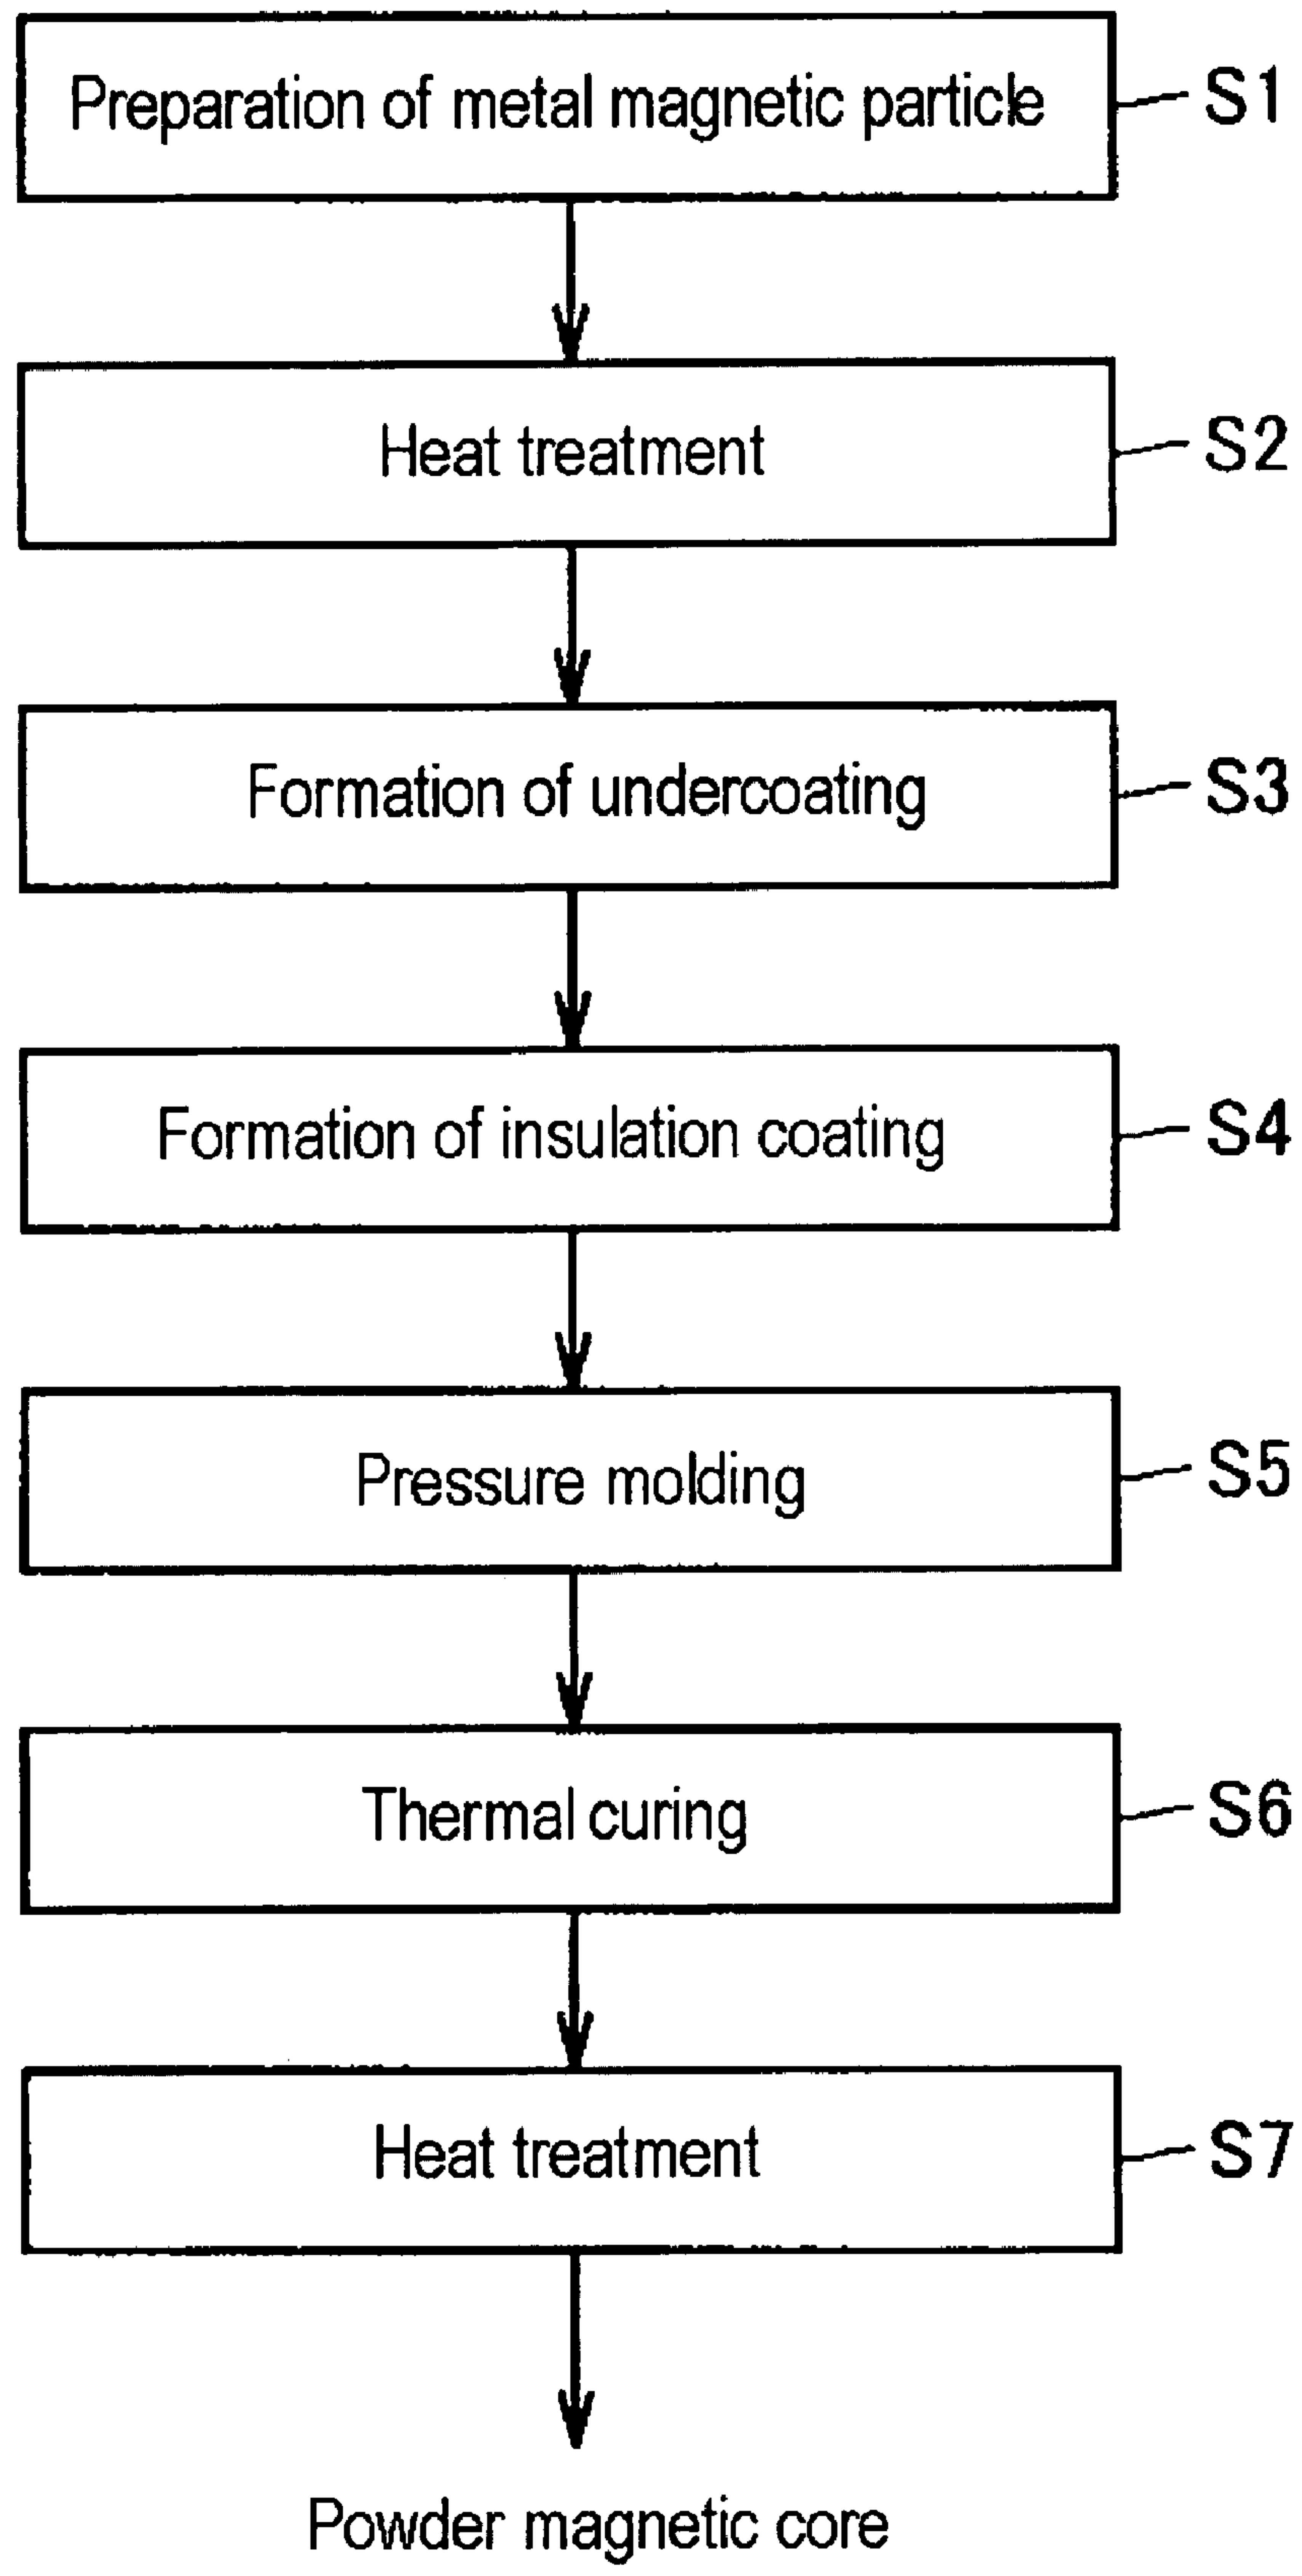 Preparation of metal magnetic particle S1
Heat treatment S2
Formation of undercoating S3
Formation of insulation coating S4
Pressure molding S5
Thermal curing S6
Heat treatment S7
Powder magnetic core